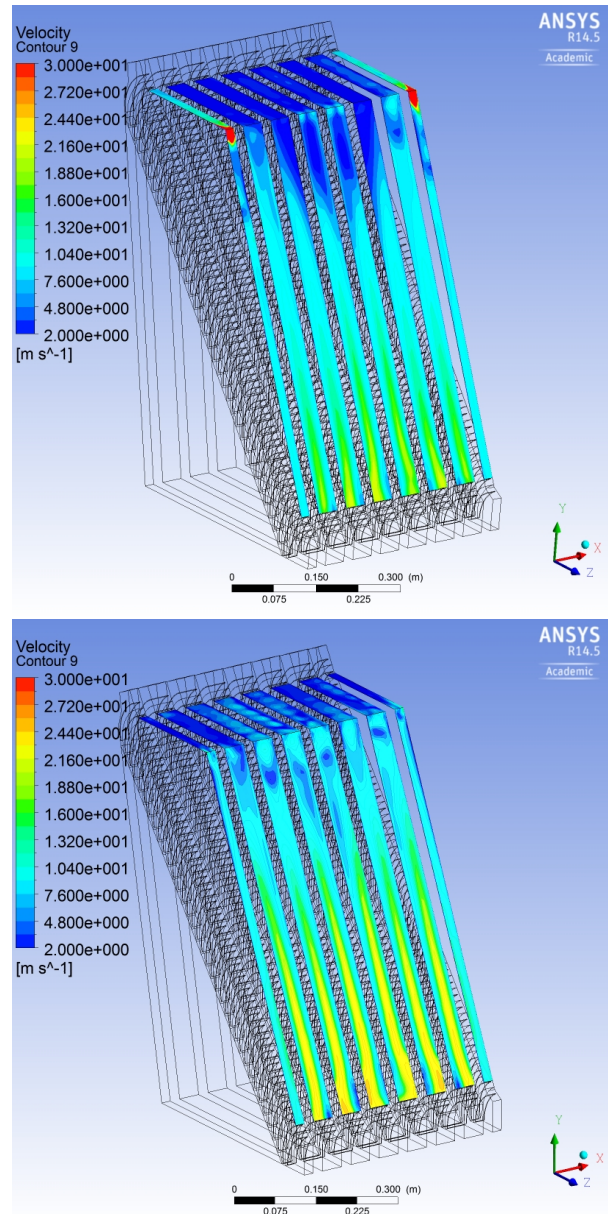 Velocity
Contour 9
3.000e+001
2.720e+001
2.440e+001
2.160e+001
1.880e+001
1.600e+001
1.320e+001
1.040e+001
7.600e+000
4.800e+000
2.000e+000
[m s^-1]
ANSYS
R14.5
Academic
Y
X
Z
0
0.150
0.300
(m)
0.075
0.225
Velocity
Contour 9
3.000e+001
2.720e+001
2.440e+001
2.160e+001
1.880e+001
1.600e+001
1.320e+001
1.040e+001
7.600e+000
4.800e+000
2.000e+000
[m s^-1]
ANSYS
R14.5
Academic
Y
X
Z
0
0.150
0.300
(m)
0.075
0.225